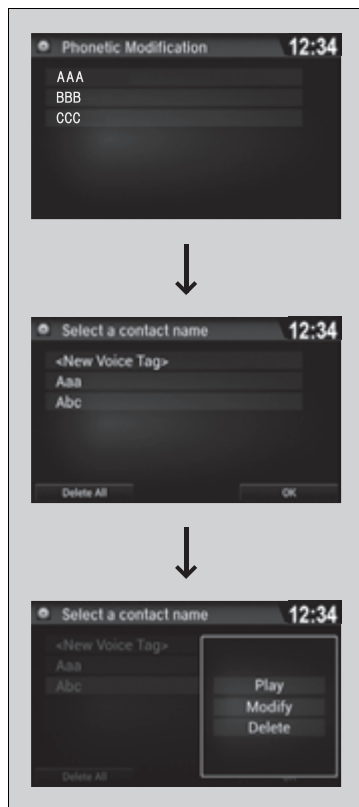 Phonetic Modification 12:34
AAA
BBB
CCC
Select a contact name 12:34
<New Voice Tag>
Aaa
Abc
Delete All OK
Select a contact name 12:34
<New Voice Tag>
Aaa
Abc
Play
Modify
Delete
Delete All